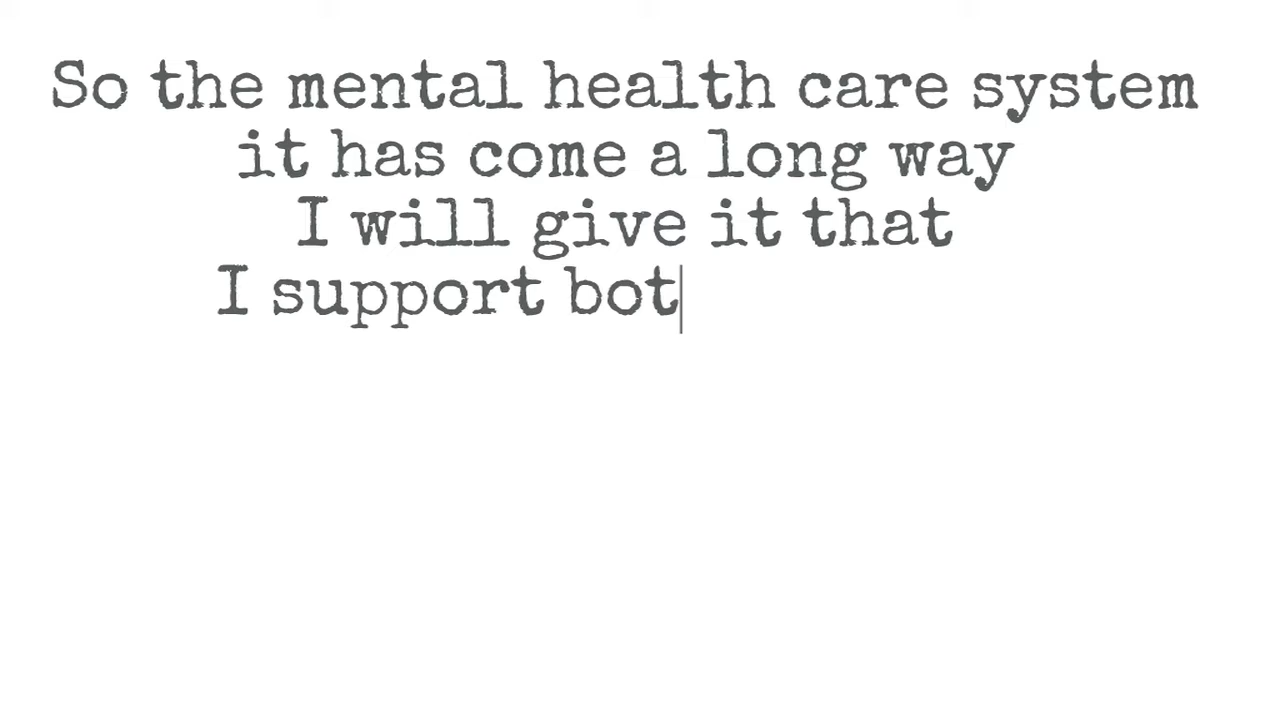 So the mental health care system
it has come a long way
I will give it that
I support bot